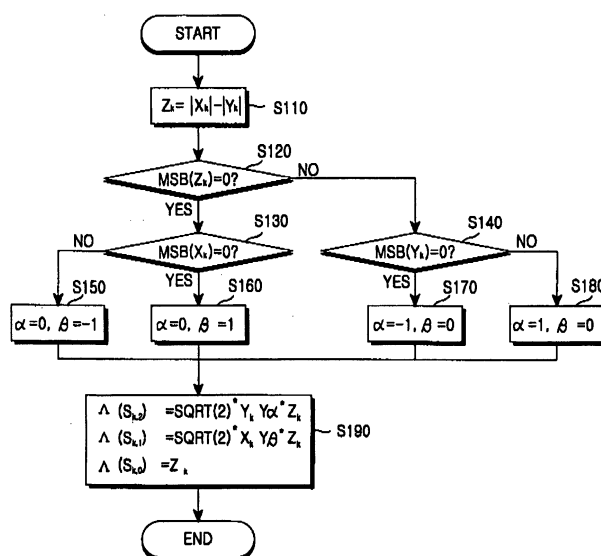 START
Zk= |Xk|-|Yk|
S110
S120
MSB(Zk)=0?
NO
YES
S130
S140
NO
MSB(Xk)=0?
MSB(Yk)=0?
NO
S150
YES
S160
YES
S170
S180
α=0, β=-1
α=0, β=1
α=-1, β=0
α=1, β=0
Λ (Sk,2) =SQRT(2)*Yk Yα*Zk
Λ (Sk,1) =SQRT(2)*Xk Yβ*Zk
S190
Λ (Sk,0) =Zk
END